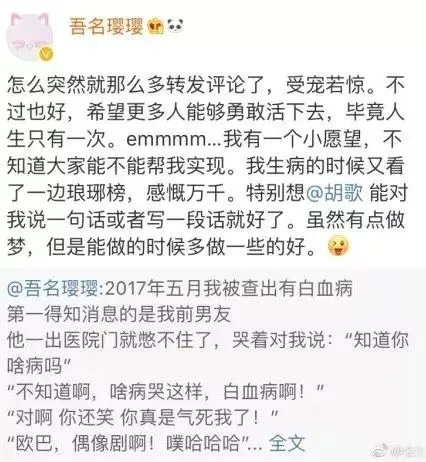 吾名璎璎
怎么突然就那么多转发评论了，受宠若惊。不
过也好，希望更多人能够勇敢活下去，毕竟人
生只有一次。emmmm...我有一个小愿望，不
知道大家能不能帮我实现。我生病的时候又看
了一边琅琊榜，感慨万千。特别想@胡歌 能对
我说一句话或者写一段话就好了。虽然有点做
梦，但是能做的时候多做一些的好。
@吾名璎璎:2017年五月我被查出有白血病
第一得知消息的是我前男友
他一出医院门就憋不住了，哭着对我说：“知道你
啥病吗”
“不知道啊，啥病哭这样，白血病啊！”
“对啊 你还笑 你真是气死我了！”
“欧巴，偶像剧啊！噗哈哈哈”... 全文